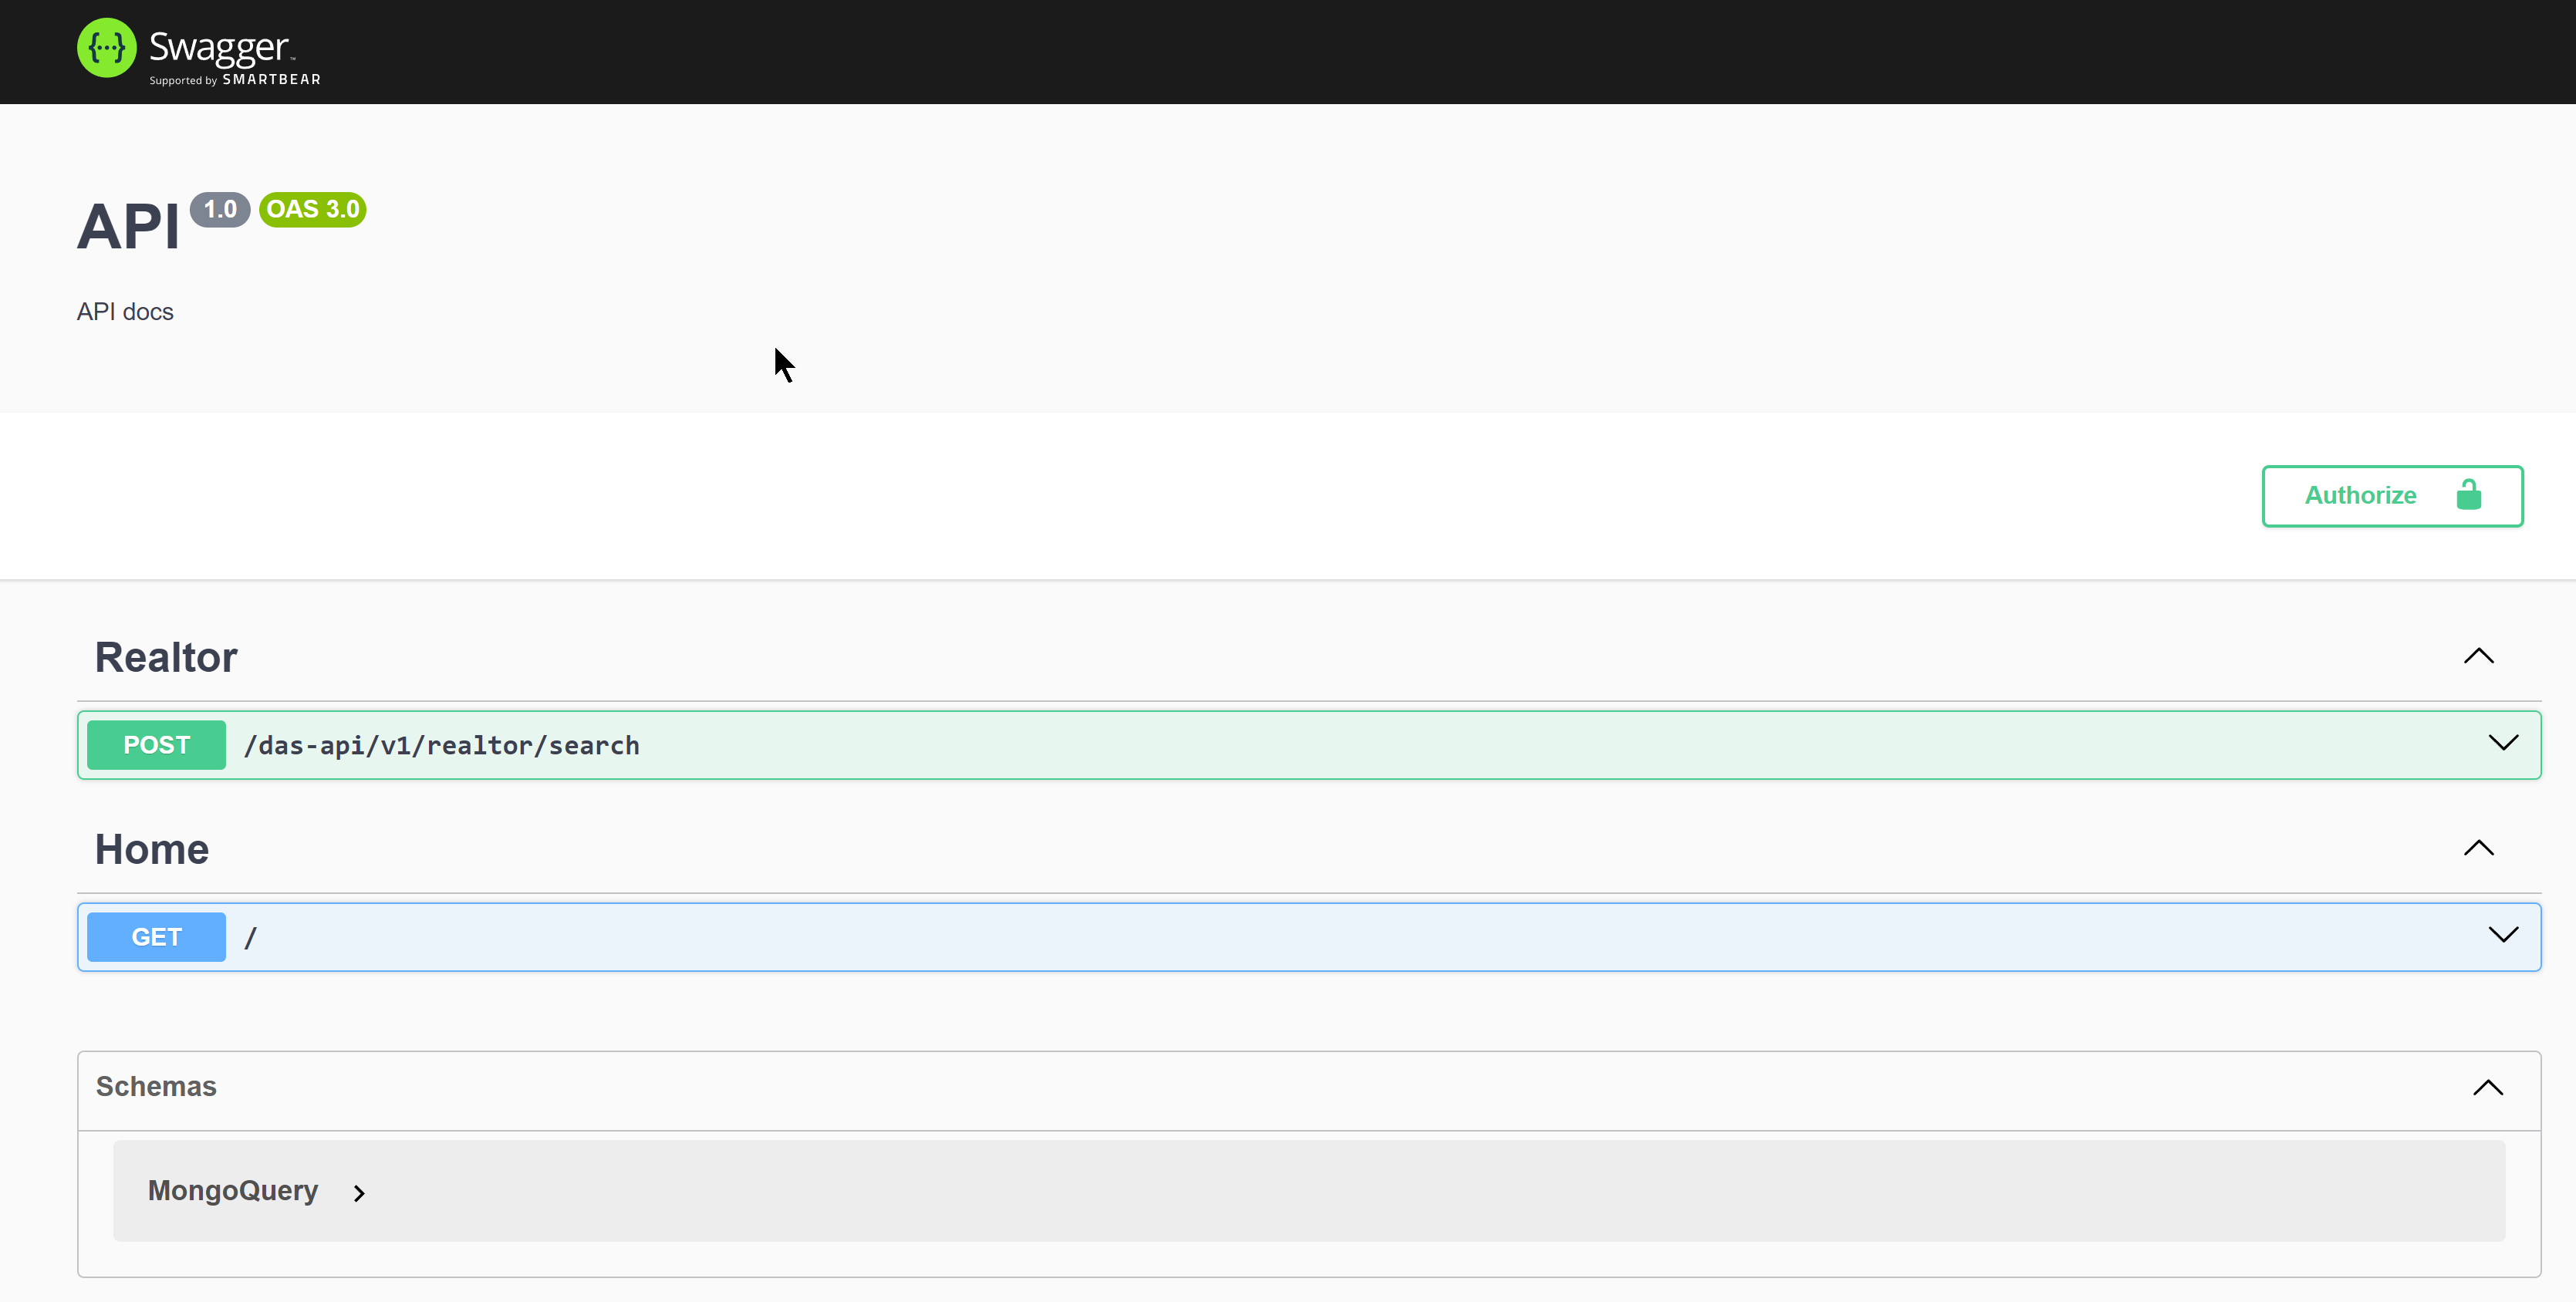 {···} Swagger™
Supported by SMARTBEAR
API 1.0 OAS 3.0
API docs
Authorize
Realtor
POST /das-api/v1/realtor/search
Home
GET /
Schemas
MongoQuery